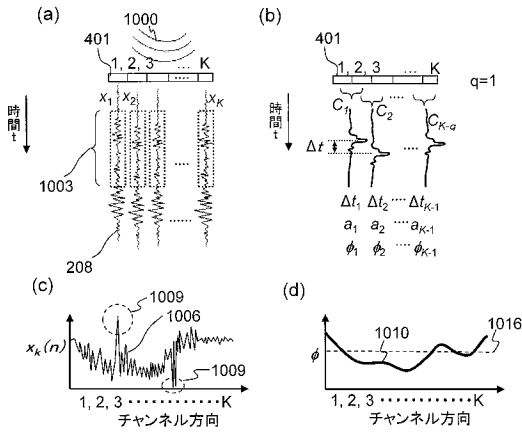 (a)
1000
401
1, 2, 3 ... K
x1 x2 xK
時間
t
1003
208
(b)
401
1, 2, 3 ... K
q=1
C1 C2 CK-q
時間
t
Δt
Δt1 Δt2 ΔtK-1
a1 a2 aK-1
ϕ1 ϕ2 ϕK-1
(c)
1009
1006
xk(n)
1009
1, 2, 3 K
チャンネル方向
(d)
1016
1010
ϕ
1, 2, 3 K
チャンネル方向